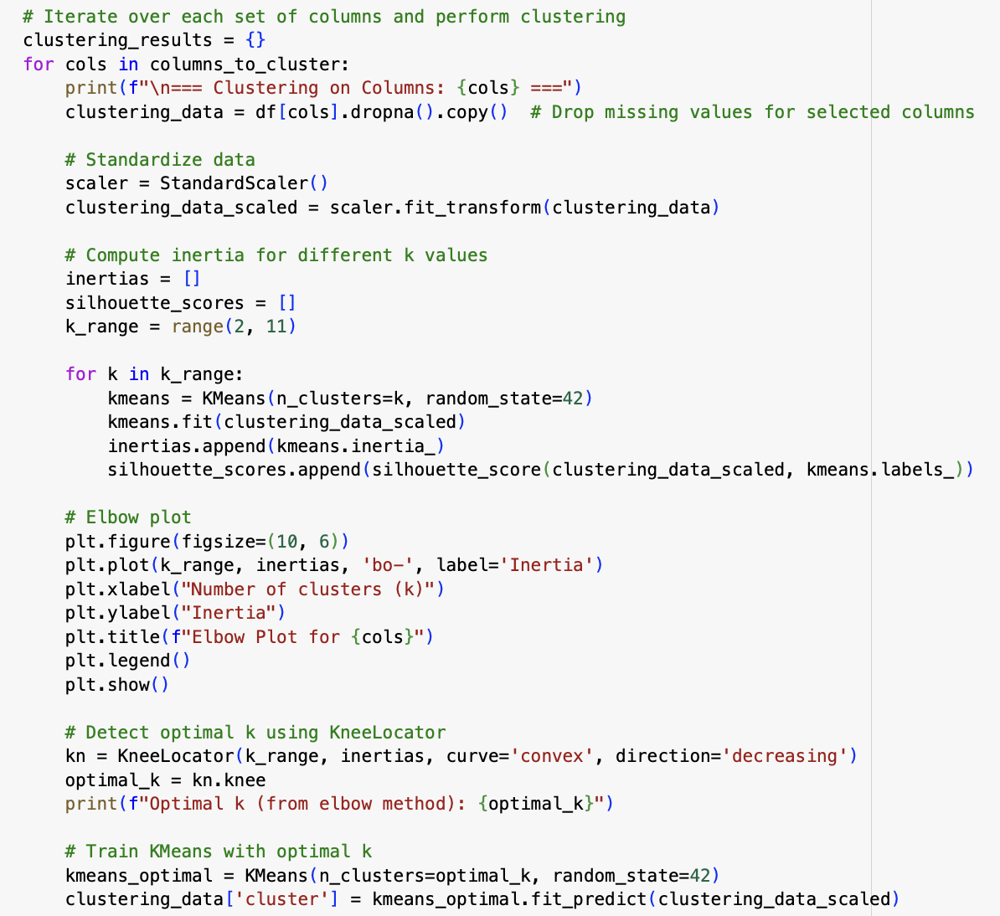 # Iterate over each set of columns and perform clustering
clustering_results = {}
for cols in columns_to_cluster:
    print(f"\n=== Clustering on Columns: {cols} ===")
    clustering_data = df[cols].dropna().copy()  # Drop missing values for selected columns

    # Standardize data
    scaler = StandardScaler()
    clustering_data_scaled = scaler.fit_transform(clustering_data)

    # Compute inertia for different k values
    inertias = []
    silhouette_scores = []
    k_range = range(2, 11)

    for k in k_range:
        kmeans = KMeans(n_clusters=k, random_state=42)
        kmeans.fit(clustering_data_scaled)
        inertias.append(kmeans.inertia_)
        silhouette_scores.append(silhouette_score(clustering_data_scaled, kmeans.labels_))

    # Elbow plot
    plt.figure(figsize=(10, 6))
    plt.plot(k_range, inertias, 'bo-', label='Inertia')
    plt.xlabel("Number of clusters (k)")
    plt.ylabel("Inertia")
    plt.title(f"Elbow Plot for {cols}")
    plt.legend()
    plt.show()

    # Detect optimal k using KneeLocator
    kn = KneeLocator(k_range, inertias, curve='convex', direction='decreasing')
    optimal_k = kn.knee
    print(f"Optimal k (from elbow method): {optimal_k}")

    # Train KMeans with optimal k
    kmeans_optimal = KMeans(n_clusters=optimal_k, random_state=42)
    clustering_data['cluster'] = kmeans_optimal.fit_predict(clustering_data_scaled)